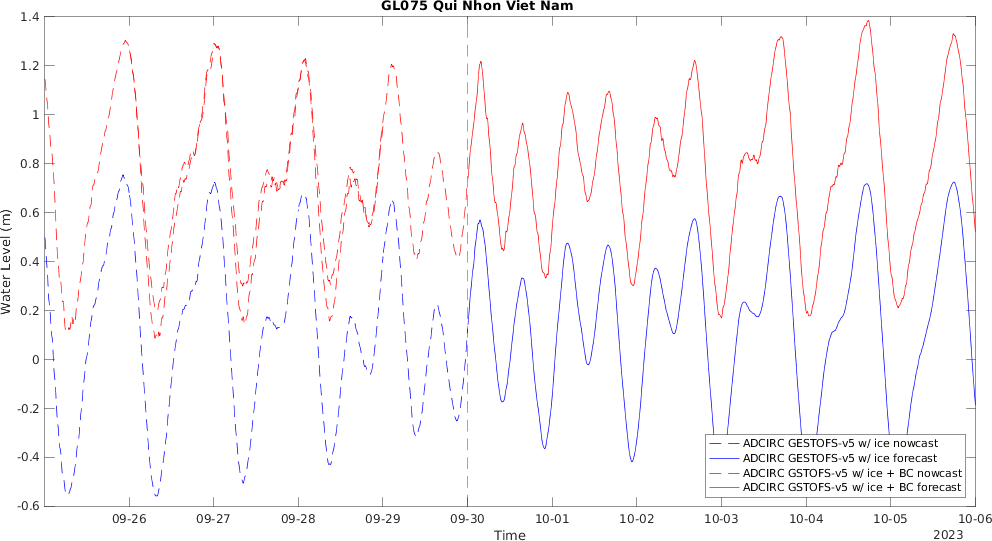 GL075 Qui Nhon Viet Nam
Water Level (m)
1.4
1.2
1
0.8
0.6
0.4
0.2
0
-0.2
-0.4
-0.6
ADCIRC GESTOFS-v5 w/ ice nowcast
ADCIRC GESTOFS-v5 w/ ice forecast
ADCIRC GSTOFS-v5 w/ ice + BC nowcast
ADCIRC GSTOFS-v5 w/ ice + BC forecast
09-26 09-27 09-28 09-29 09-30 10-01 10-02 10-03 10-04 10-05 10-06
Time
2023